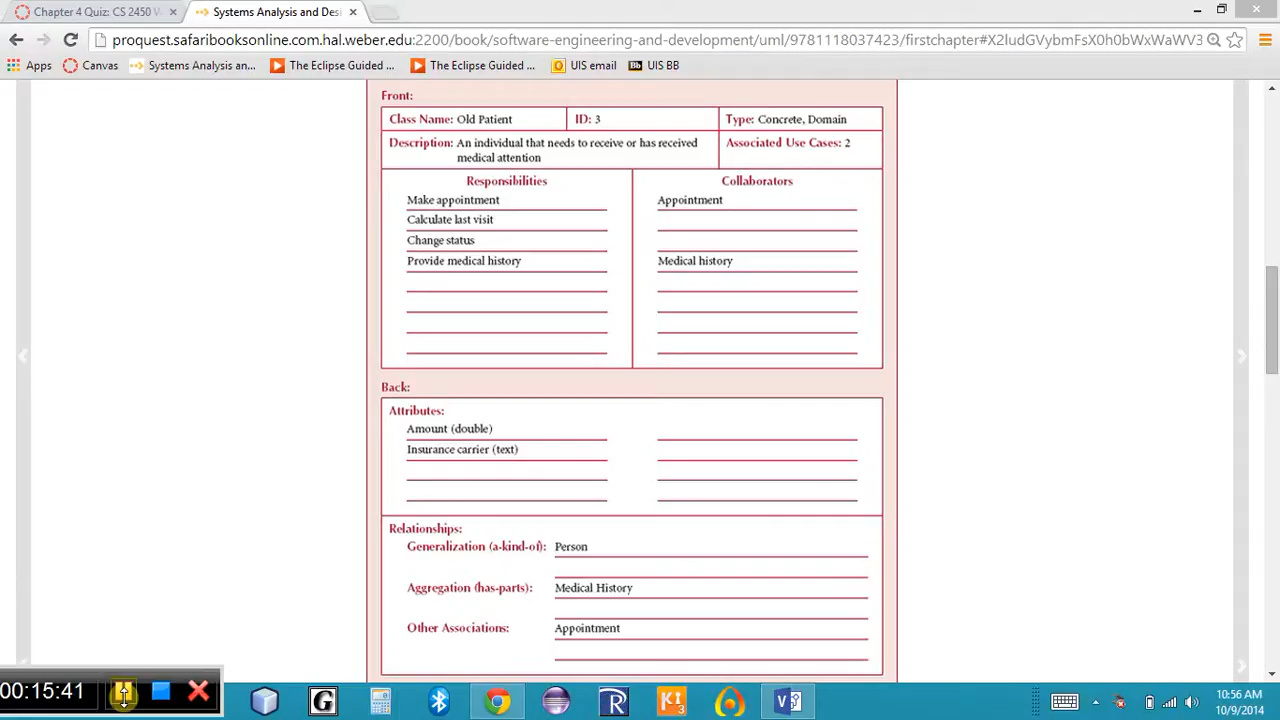 Chapter 4 Quiz: CS 2450 W
Systems Analysis and Desi
proquest.safaribooksonline.com.hal.weber.edu:2200/book/software-engineering-and-development/uml/9781118037423/firstchapter#X2ludGVybmFsX0h0bWxWaWV3
Apps Canvas Systems Analysis an... The Eclipse Guided ... The Eclipse Guided ... UIS email Bb UIS BB
Front:
Class Name: Old Patient ID: 3 Type: Concrete, Domain
Description: An individual that needs to receive or has received Associated Use Cases: 2
medical attention
Responsibilities Collaborators
Make appointment Appointment
Calculate last visit
Change status
Provide medical history Medical history
Back:
Attributes:
Amount (double)
Insurance carrier (text)
Relationships:
Generalization (a-kind-of): Person
Aggregation (has-parts): Medical History
Other Associations: Appointment
00:15:41
G R K1 3
10:56 AM
10/9/2014